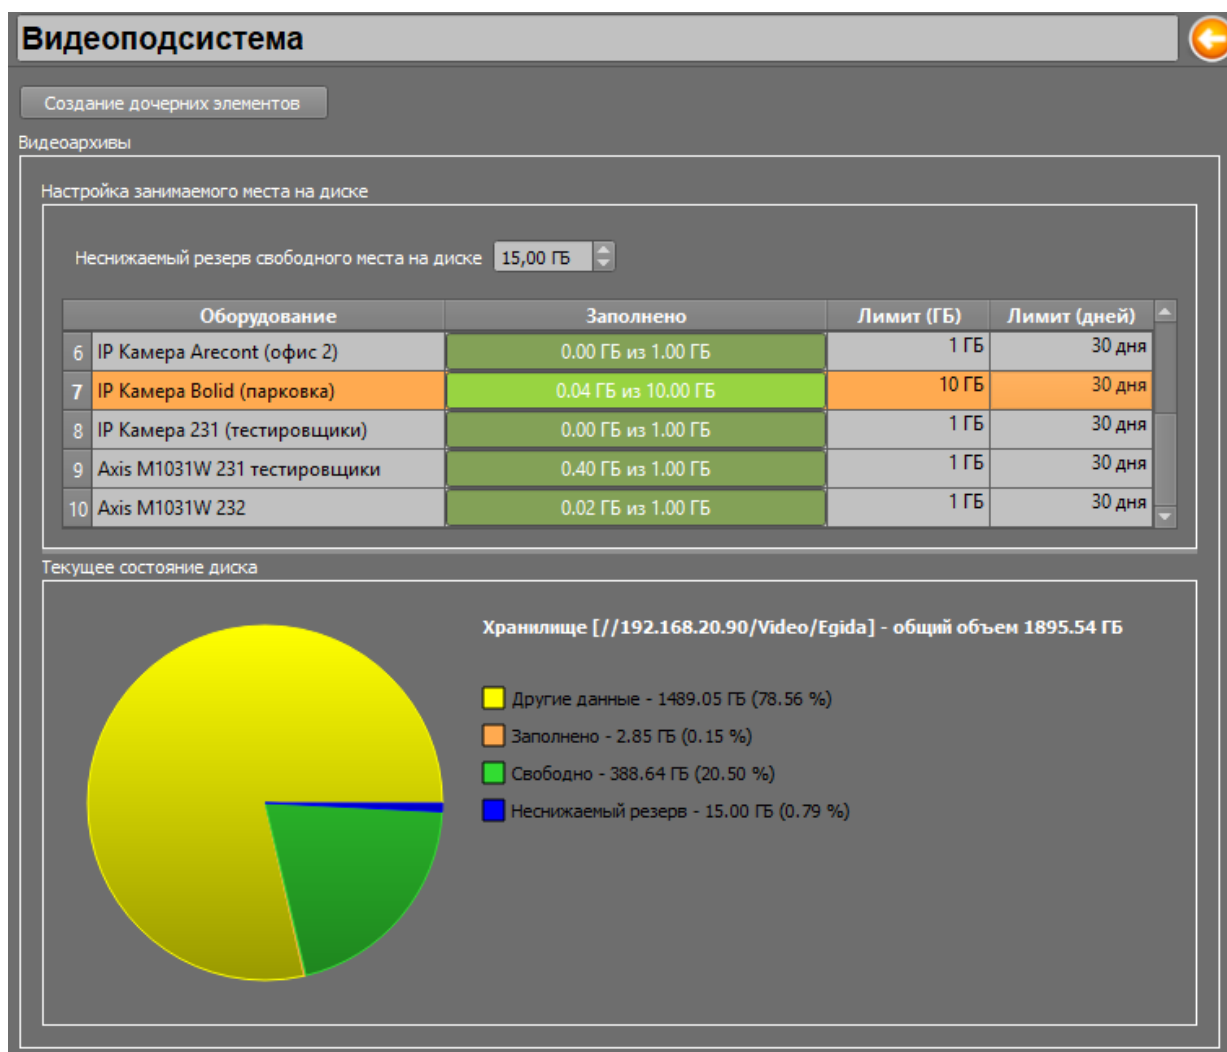 Видеоподсистема
Создание дочерних элементов
Видеоархивы
Настройка занимаемого места на диске
Неснижаемый резерв свободного места на диске 15,00 ГБ
Оборудование Заполнено Лимит (ГБ) Лимит (дней)
6 IP Камера Arecont (офис 2) 0.00 ГБ из 1.00 ГБ 1 ГБ 30 дня
7 IP Камера Bolid (парковка) 0.04 ГБ из 10.00 ГБ 10 ГБ 30 дня
8 IP Камера 231 (тестировщики) 0.00 ГБ из 1.00 ГБ 1 ГБ 30 дня
9 Axis M1031W 231 тестировщики 0.40 ГБ из 1.00 ГБ 1 ГБ 30 дня
10 Axis M1031W 232 0.02 ГБ из 1.00 ГБ 1 ГБ 30 дня
Текущее состояние диска
Хранилище [//192.168.20.90/Video/Egida] - общий объем 1895.54 ГБ
Другие данные - 1489.05 ГБ (78.56 %)
Заполнено - 2.85 ГБ (0.15 %)
Свободно - 388.64 ГБ (20.50 %)
Неснижаемый резерв - 15.00 ГБ (0.79 %)